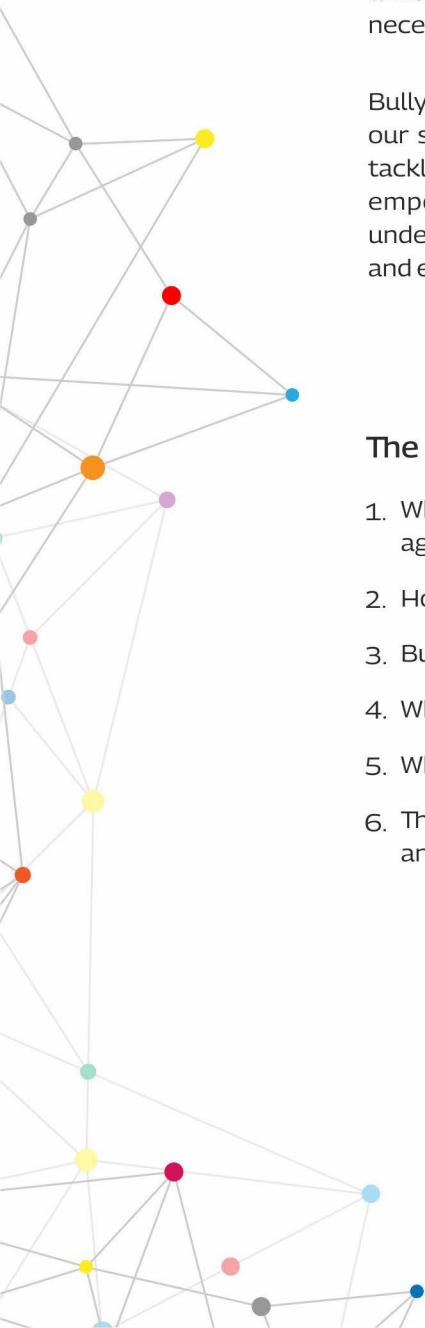 nece
Bully
our s
tackl
empo
unde
and e
The
1. Wh
ag
2. Ho
3. Bu
4. Wh
5. Wh
6. Th
an